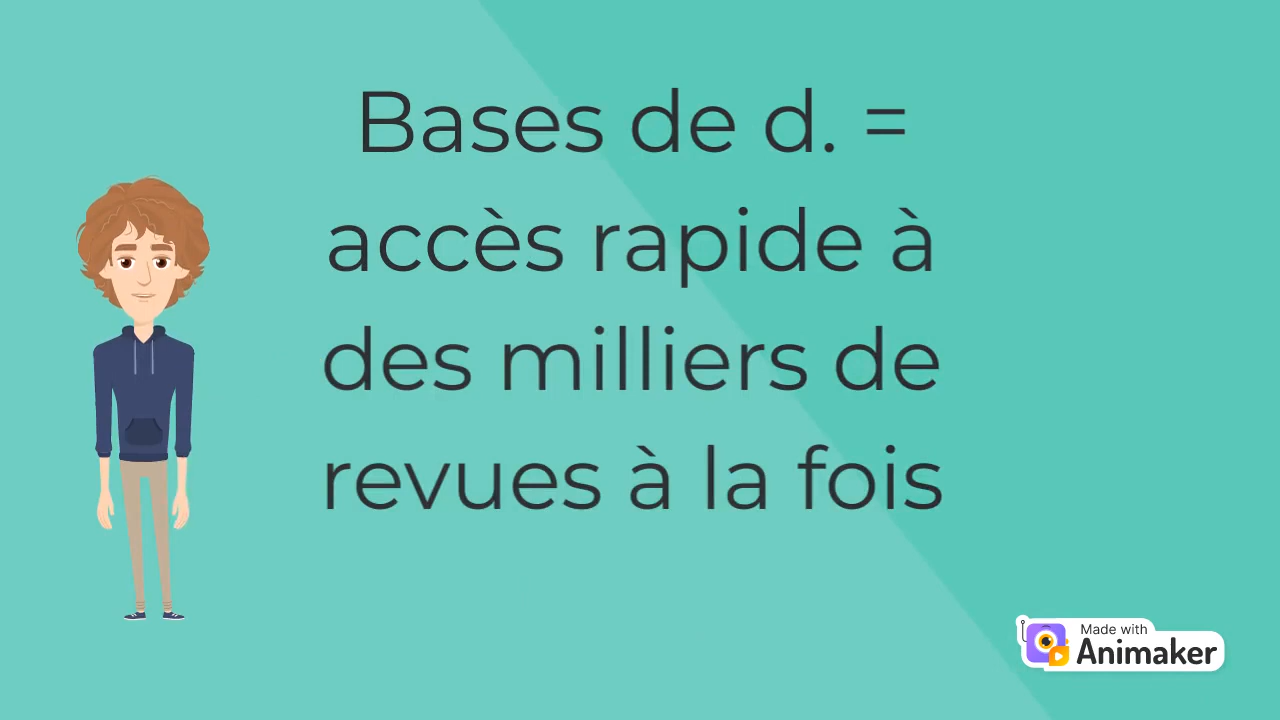 Bases de d. =
accès rapide à
des milliers de
revues à la fois
Made with
Animaker